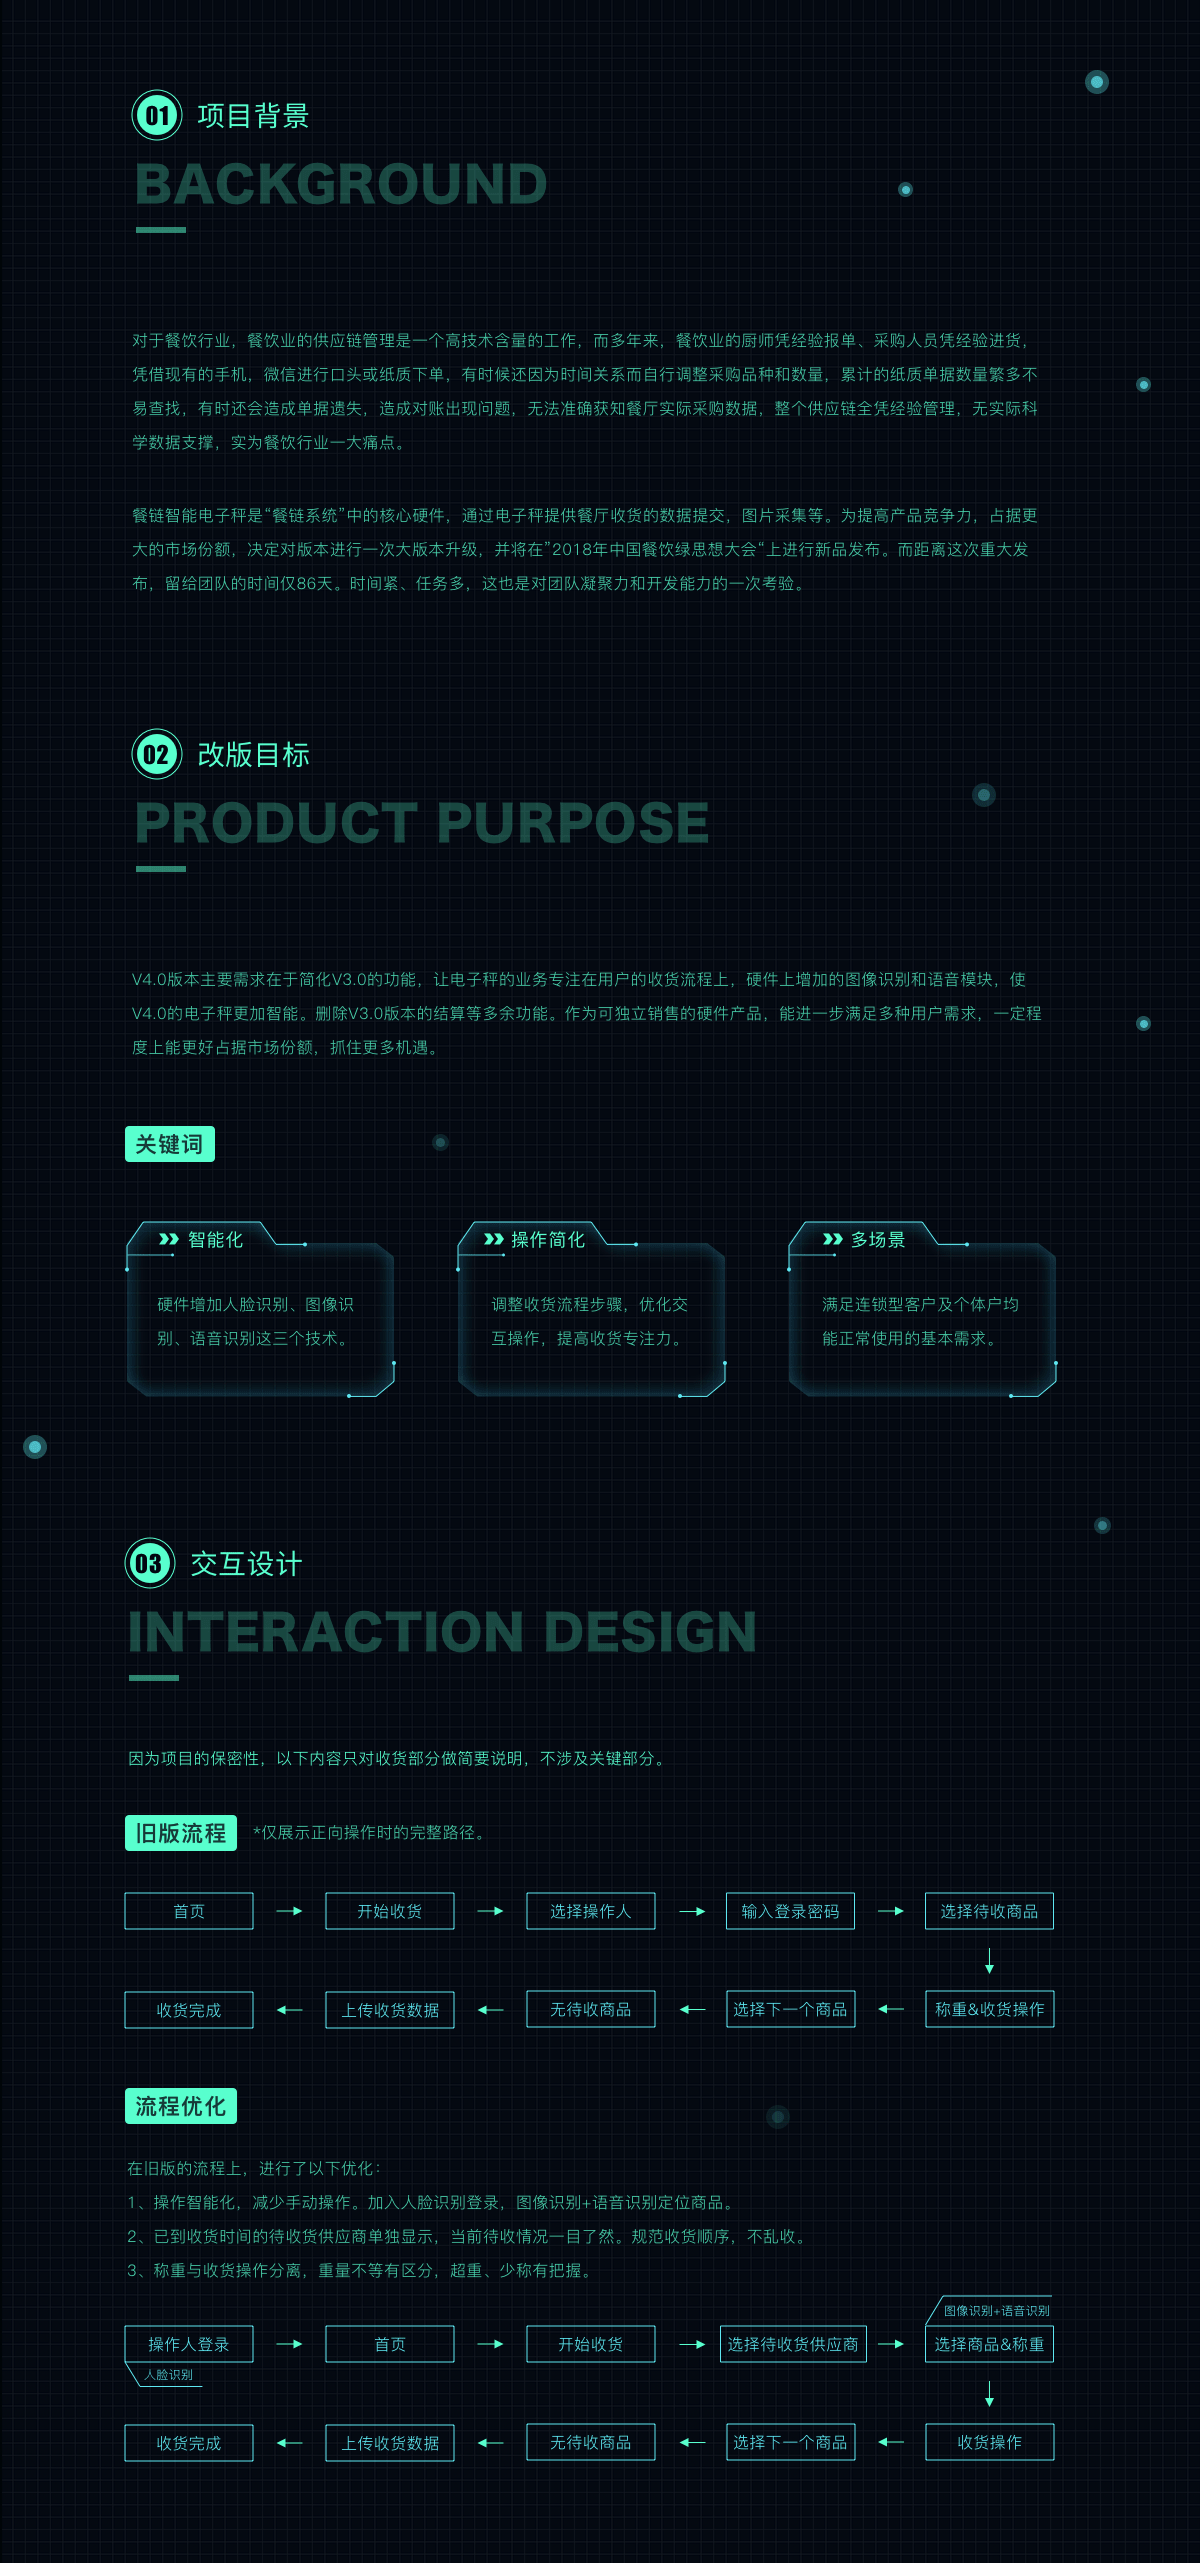 01 项目背景
BACKGROUND
对于餐饮行业，餐饮业的供应链管理是一个高技术含量的工作，而多年来，餐饮业的厨师凭经验报单、采购人员凭经验进货，
凭借现有的手机，微信进行口头或纸质下单，有时候还因为时间关系而自行调整采购品种和数量，累计的纸质单据数量繁多不
易查找，有时还会造成单据遗失，造成对账出现问题，无法准确获知餐厅实际采购数据，整个供应链全凭经验管理，无实际科
学数据支撑，实为餐饮行业一大痛点。
餐链智能电子秤是“餐链系统”中的核心硬件，通过电子秤提供餐厅收货的数据提交，图片采集等。为提高产品竞争力，占据更
大的市场份额，决定对版本进行一次大版本升级，并将在”2018年中国餐饮绿思想大会“上进行新品发布。而距离这次重大发
布，留给团队的时间仅86天。时间紧、任务多，这也是对团队凝聚力和开发能力的一次考验。
02 改版目标
PRODUCT PURPOSE
V4.0版本主要需求在于简化V3.0的功能，让电子秤的业务专注在用户的收货流程上，硬件上增加的图像识别和语音模块，使
V4.0的电子秤更加智能。删除V3.0版本的结算等多余功能。作为可独立销售的硬件产品，能进一步满足多种用户需求，一定程
度上能更好占据市场份额，抓住更多机遇。
关键词
智能化
硬件增加人脸识别、图像识
别、语音识别这三个技术。
操作简化
调整收货流程步骤，优化交
互操作，提高收货专注力。
多场景
满足连锁型客户及个体户均
能正常使用的基本需求。
03 交互设计
INTERACTION DESIGN
因为项目的保密性，以下内容只对收货部分做简要说明，不涉及关键部分。
旧版流程 *仅展示正向操作时的完整路径。
首页
开始收货
选择操作人
输入登录密码
选择待收商品
称重&收货操作
选择下一个商品
无待收商品
上传收货数据
收货完成
流程优化
在旧版的流程上，进行了以下优化：
1、操作智能化，减少手动操作。加入人脸识别登录，图像识别+语音识别定位商品。
2、已到收货时间的待收货供应商单独显示，当前待收情况一目了然。规范收货顺序，不乱收。
3、称重与收货操作分离，重量不等有区分，超重、少称有把握。
操作人登录
人脸识别
首页
开始收货
选择待收货供应商
图像识别+语音识别
选择商品&称重
收货操作
选择下一个商品
无待收商品
上传收货数据
收货完成